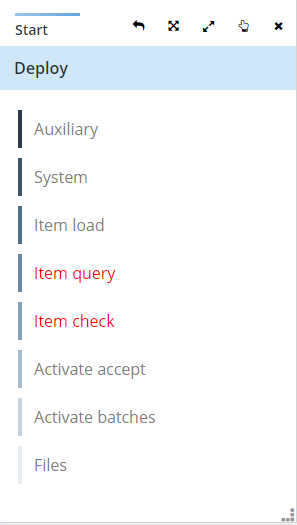 Start
Deploy
Auxiliary
System
Item load
Item query
Item check
Activate accept
Activate batches
Files